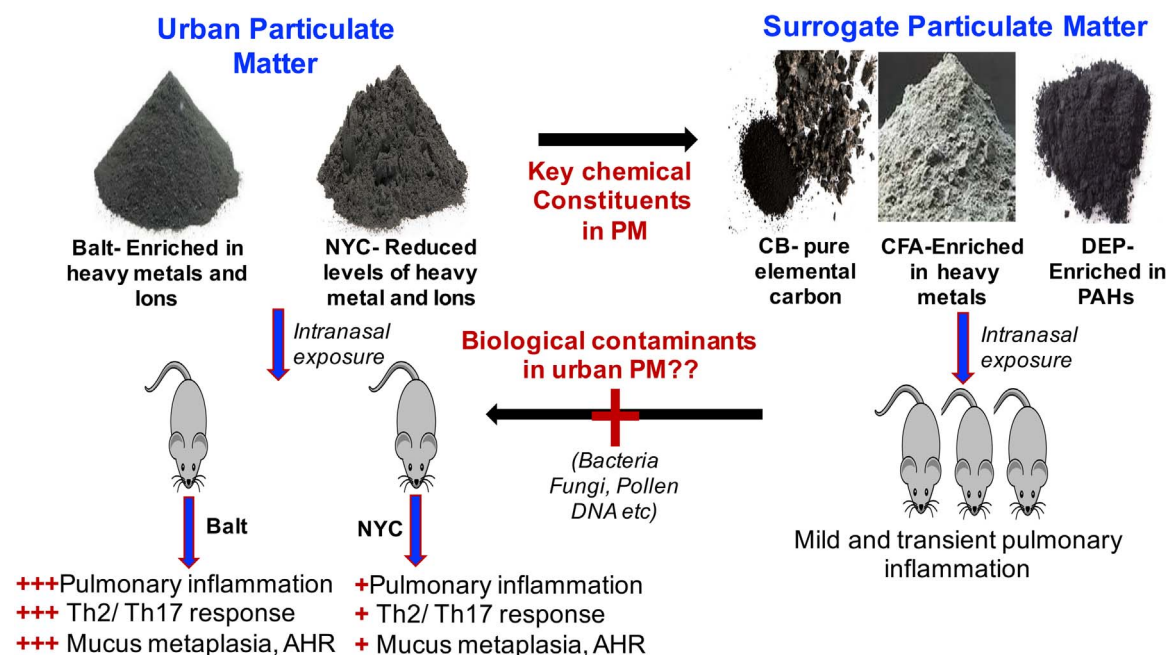 Urban Particulate
Matter
Surrogate Particulate Matter
Balt- Enriched in
heavy metals and
Ions
NYC- Reduced
levels of heavy
metal and Ions
Key chemical
Constituents
in PM
CB- pure
elemental
carbon
CFA-Enriched
in heavy
metals
DEP-
Enriched in
PAHs
Intranasal
exposure
Biological contaminants
in urban PM??
(Bacteria
Fungi, Pollen
DNA etc)
Intranasal
exposure
Balt
NYC
+++Pulmonary inflammation
+++ Th2/ Th17 response
+++ Mucus metaplasia, AHR
+Pulmonary inflammation
+ Th2/ Th17 response
+ Mucus metaplasia, AHR
Mild and transient pulmonary
inflammation